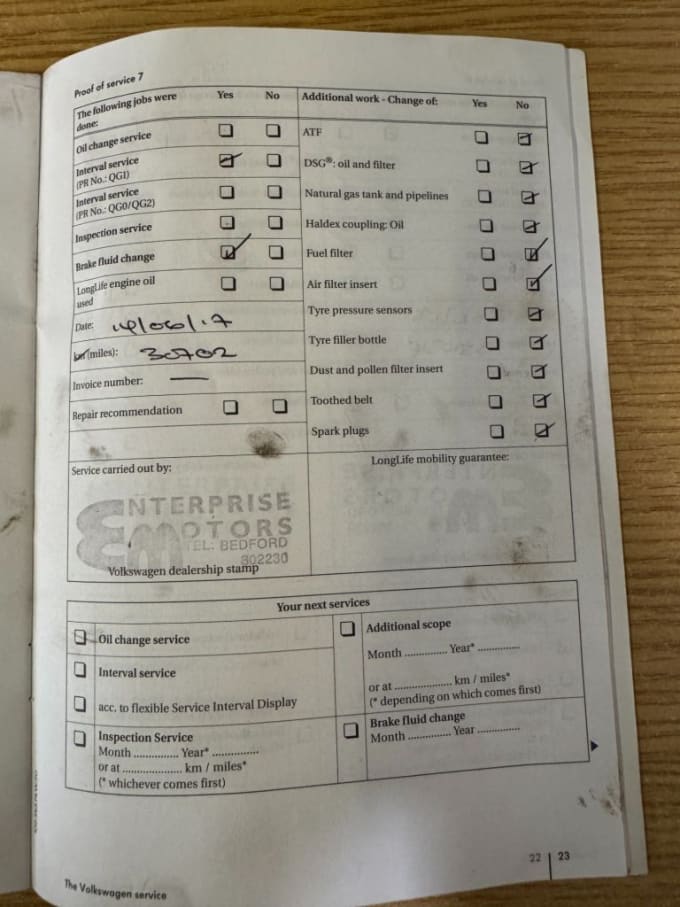 Proof of service 7
The following jobs were done: Yes No
Oil change service
Interval service
(PR No.: QG1)
Interval service
(PR No.: QG0/QG2)
Inspection service
Brake fluid change
LongLife engine oil
used
Date: 14/06/17
km (miles): 30702
Invoice number: —
Repair recommendation
Additional work - Change of: Yes No
ATF
DSG®: oil and filter
Natural gas tank and pipelines
Haldex coupling: Oil
Fuel filter
Air filter insert
Tyre pressure sensors
Tyre filler bottle
Dust and pollen filter insert
Toothed belt
Spark plugs
Service carried out by:
ENTERPRISE
MOTORS
TEL: BEDFORD
302230
Volkswagen dealership stamp
LongLife mobility guarantee:
Your next services
Oil change service
Interval service
acc. to flexible Service Interval Display
Inspection Service
Month .............. Year* ..............
or at .................... km / miles*
(* whichever comes first)
Additional scope
Month ............. Year* .............
or at .................. km / miles*
(* depending on which comes first)
Brake fluid change
Month ............. Year .............
22 | 23
The Volkswagen service